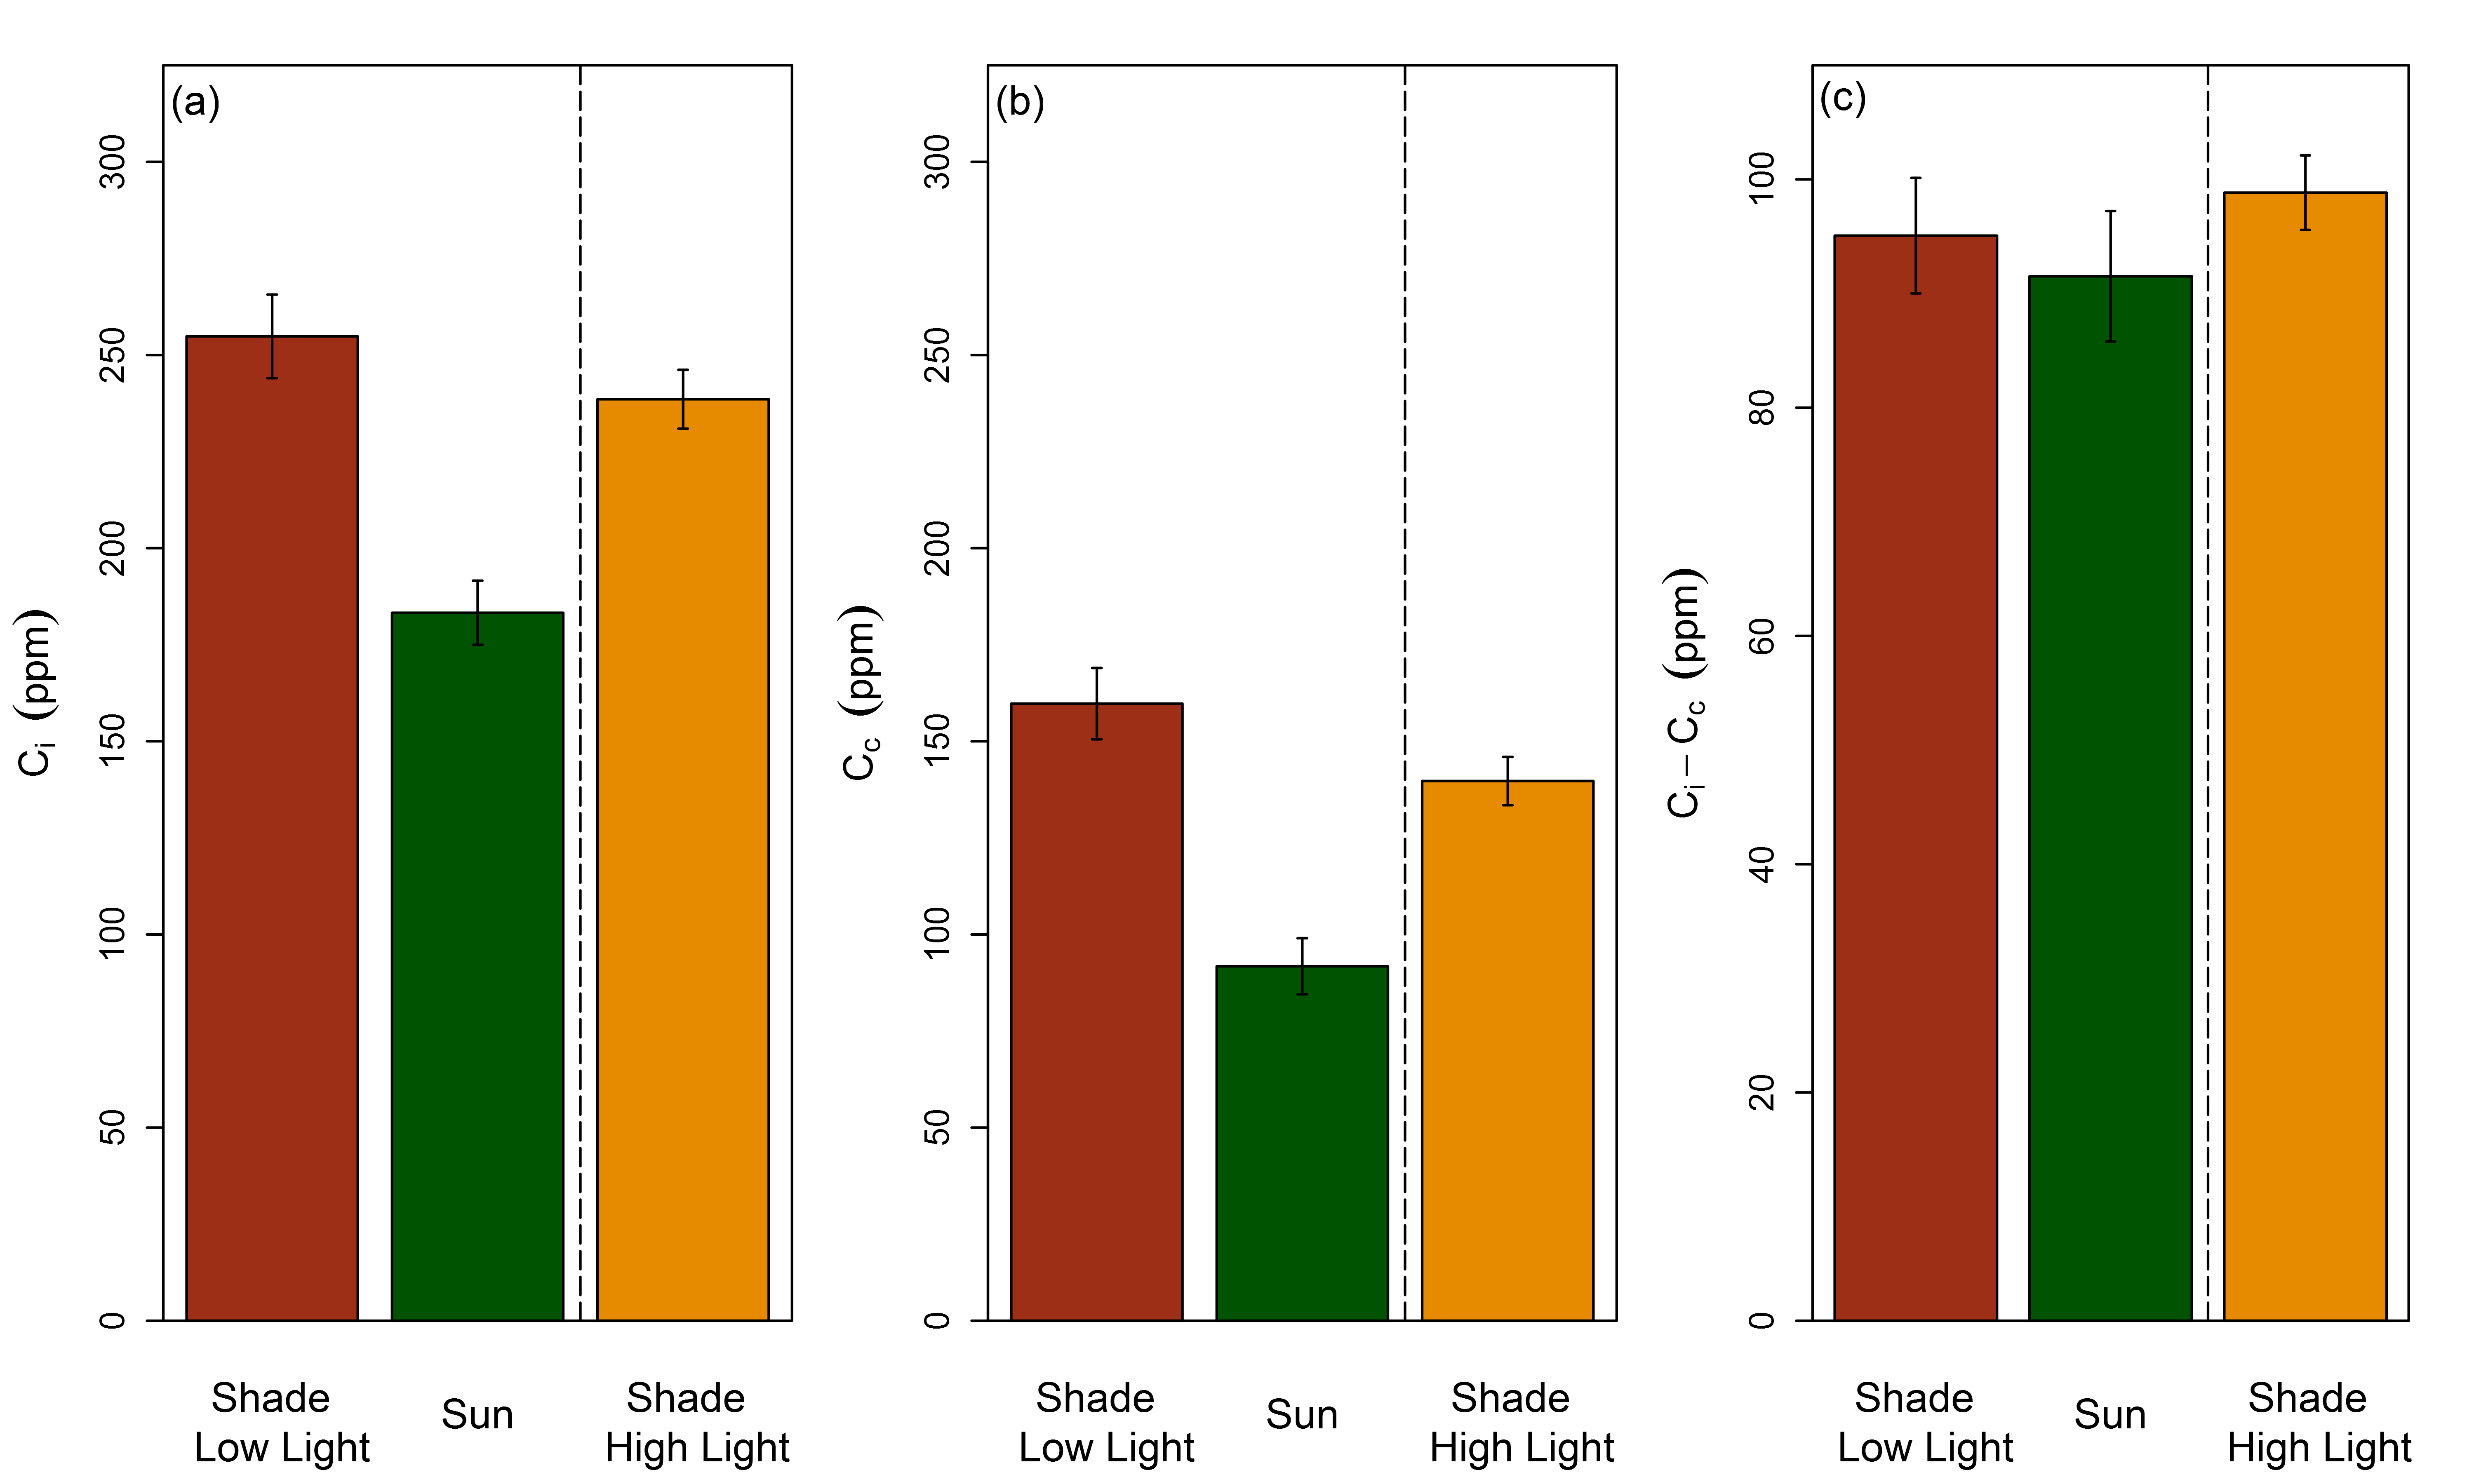 (a)
300
250
200
150
100
50
0
Ci (ppm)
Shade
Low Light
Sun
Shade
High Light
(b)
300
250
200
150
100
50
0
Cc (ppm)
Shade
Low Light
Sun
Shade
High Light
(c)
100
80
60
40
20
0
Ci − Cc (ppm)
Shade
Low Light
Sun
Shade
High Light